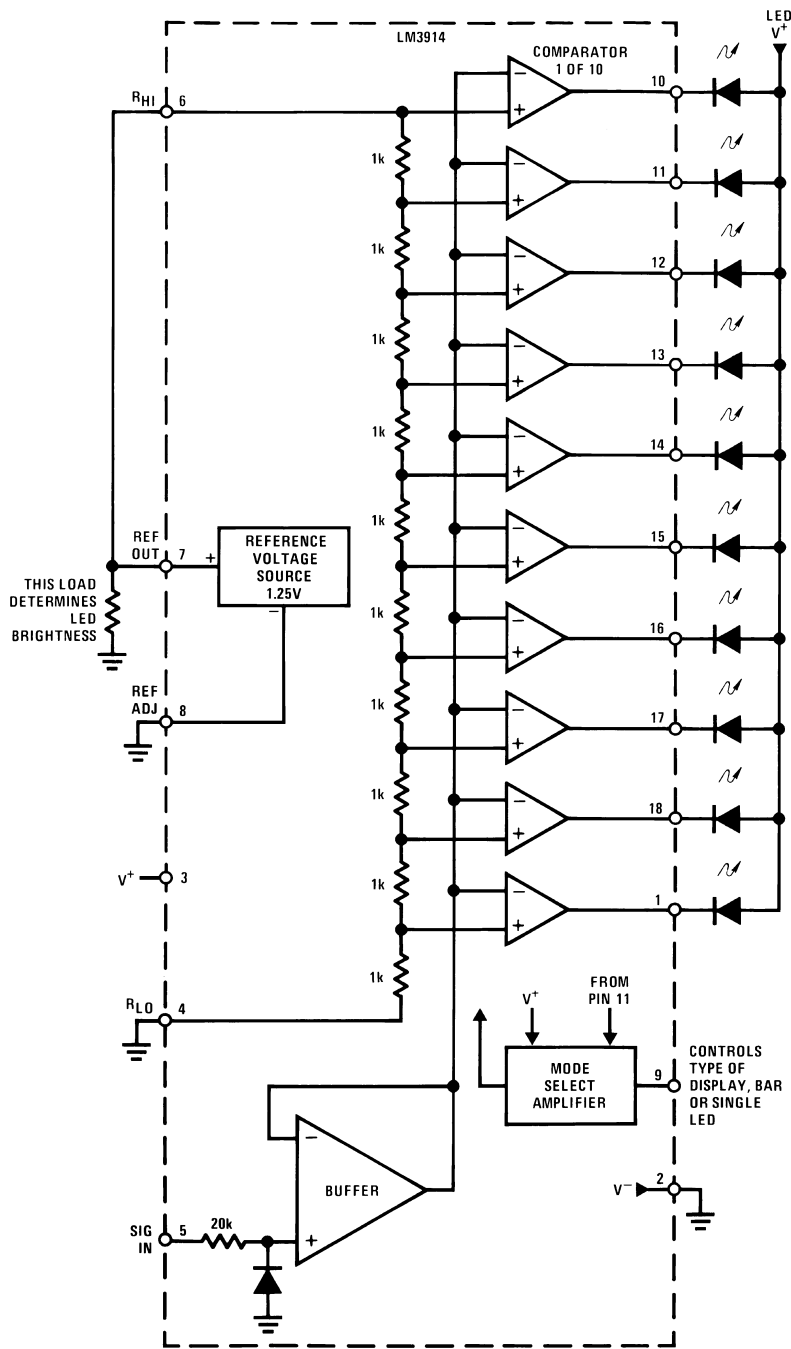 LM3914
LED
V+
COMPARATOR
1 OF 10
RHI
6
−
+
10
1k
−
+
11
1k
−
+
12
1k
−
+
13
1k
−
+
14
1k
−
+
15
REF
OUT
7
+
REFERENCE
VOLTAGE
SOURCE
1.25V
−
THIS LOAD
DETERMINES
LED
BRIGHTNESS
1k
−
+
16
1k
−
+
17
REF
ADJ
8
1k
−
+
18
V+
3
1k
−
+
1
1k
RLO
4
V+
FROM
PIN 11
MODE
SELECT
AMPLIFIER
9
CONTROLS
TYPE OF
DISPLAY, BAR
OR SINGLE
LED
−
BUFFER
+
V−
2
SIG
IN
5
20k